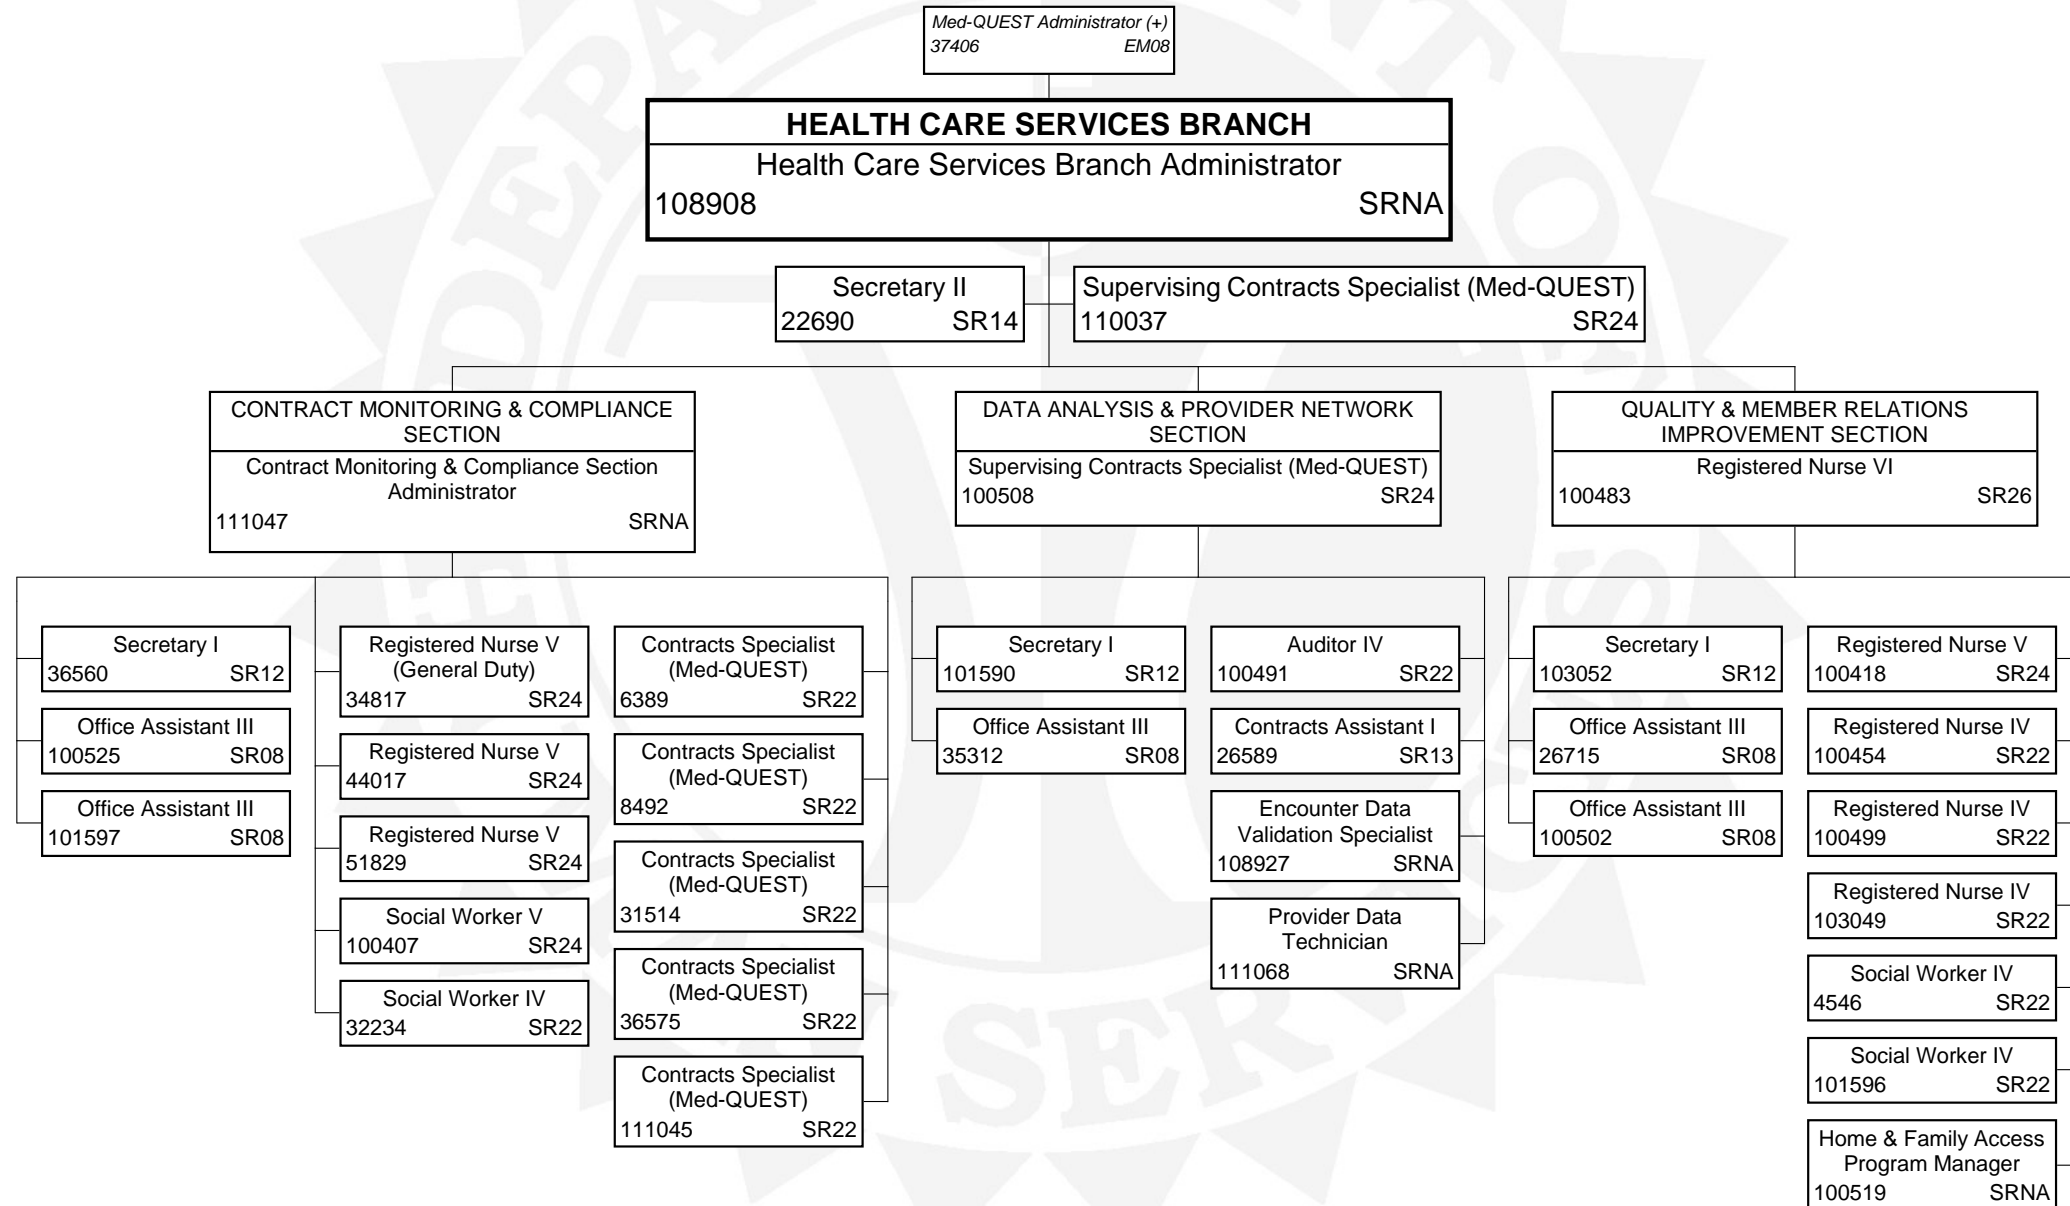 Med-QUEST Administrator (+)
37406 EM08
HEALTH CARE SERVICES BRANCH
Health Care Services Branch Administrator
108908 SRNA
Secretary II
22690 SR14
Supervising Contracts Specialist (Med-QUEST)
110037 SR24
CONTRACT MONITORING & COMPLIANCE
SECTION
Contract Monitoring & Compliance Section
Administrator
111047 SRNA
DATA ANALYSIS & PROVIDER NETWORK
SECTION
Supervising Contracts Specialist (Med-QUEST)
100508 SR24
QUALITY & MEMBER RELATIONS
IMPROVEMENT SECTION
Registered Nurse VI
100483 SR26
Secretary I
36560 SR12
Office Assistant III
100525 SR08
Office Assistant III
101597 SR08
Registered Nurse V
(General Duty)
34817 SR24
Registered Nurse V
44017 SR24
Registered Nurse V
51829 SR24
Social Worker V
100407 SR24
Social Worker IV
32234 SR22
Contracts Specialist
(Med-QUEST)
6389 SR22
Contracts Specialist
(Med-QUEST)
8492 SR22
Contracts Specialist
(Med-QUEST)
31514 SR22
Contracts Specialist
(Med-QUEST)
36575 SR22
Contracts Specialist
(Med-QUEST)
111045 SR22
Secretary I
101590 SR12
Office Assistant III
35312 SR08
Auditor IV
100491 SR22
Contracts Assistant I
26589 SR13
Encounter Data
Validation Specialist
108927 SRNA
Provider Data
Technician
111068 SRNA
Secretary I
103052 SR12
Office Assistant III
26715 SR08
Office Assistant III
100502 SR08
Registered Nurse V
100418 SR24
Registered Nurse IV
100454 SR22
Registered Nurse IV
100499 SR22
Registered Nurse IV
103049 SR22
Social Worker IV
4546 SR22
Social Worker IV
101596 SR22
Home & Family Access
Program Manager
100519 SRNA